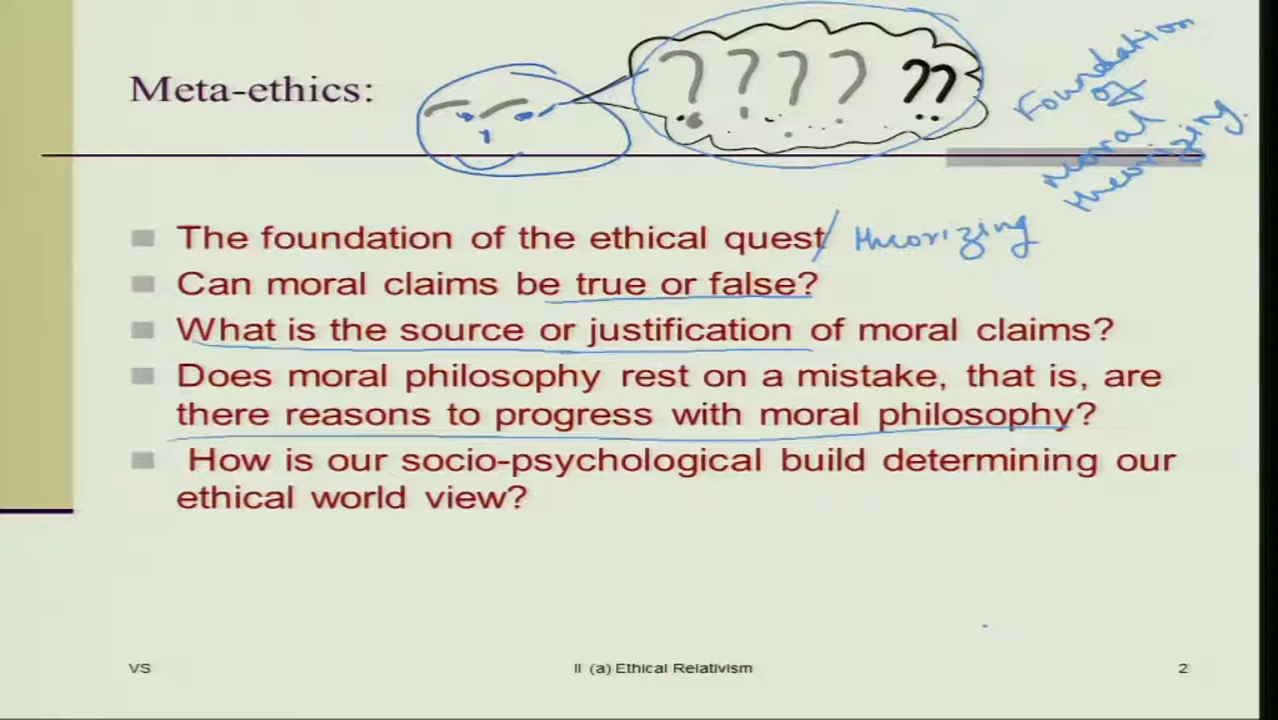 Meta-ethics:
? ? ? ? ??
Foundation
of
moral
theorizing.
The foundation of the ethical quest/ theorizing
Can moral claims be true or false?
What is the source or justification of moral claims?
Does moral philosophy rest on a mistake, that is, are
there reasons to progress with moral philosophy?
How is our socio-psychological build determining our
ethical world view?
VS
II (a) Ethical Relativism
2